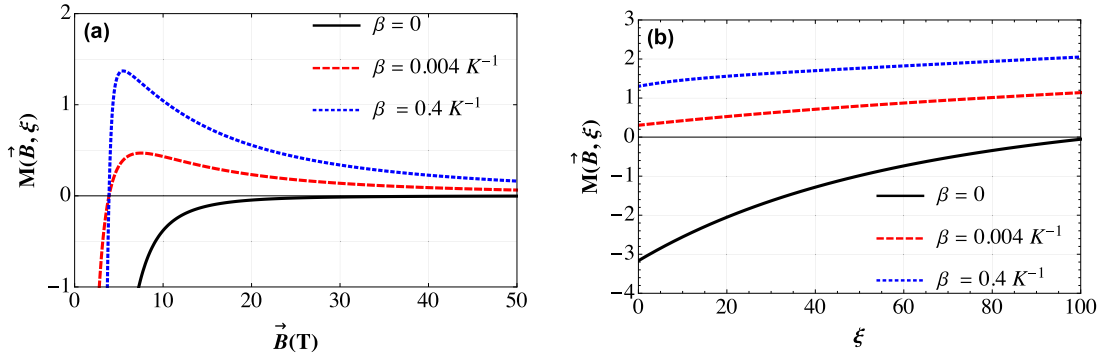 (a)
β = 0
β = 0.004 K⁻¹
β = 0.4 K⁻¹
M(B⃗, ξ)
2
1
0
-1
0 10 20 30 40 50
B⃗(T)
(b)
M(B⃗, ξ)
3
2
1
0
-1
-2
-3
-4
β = 0
β = 0.004 K⁻¹
β = 0.4 K⁻¹
0 20 40 60 80 100
ξ